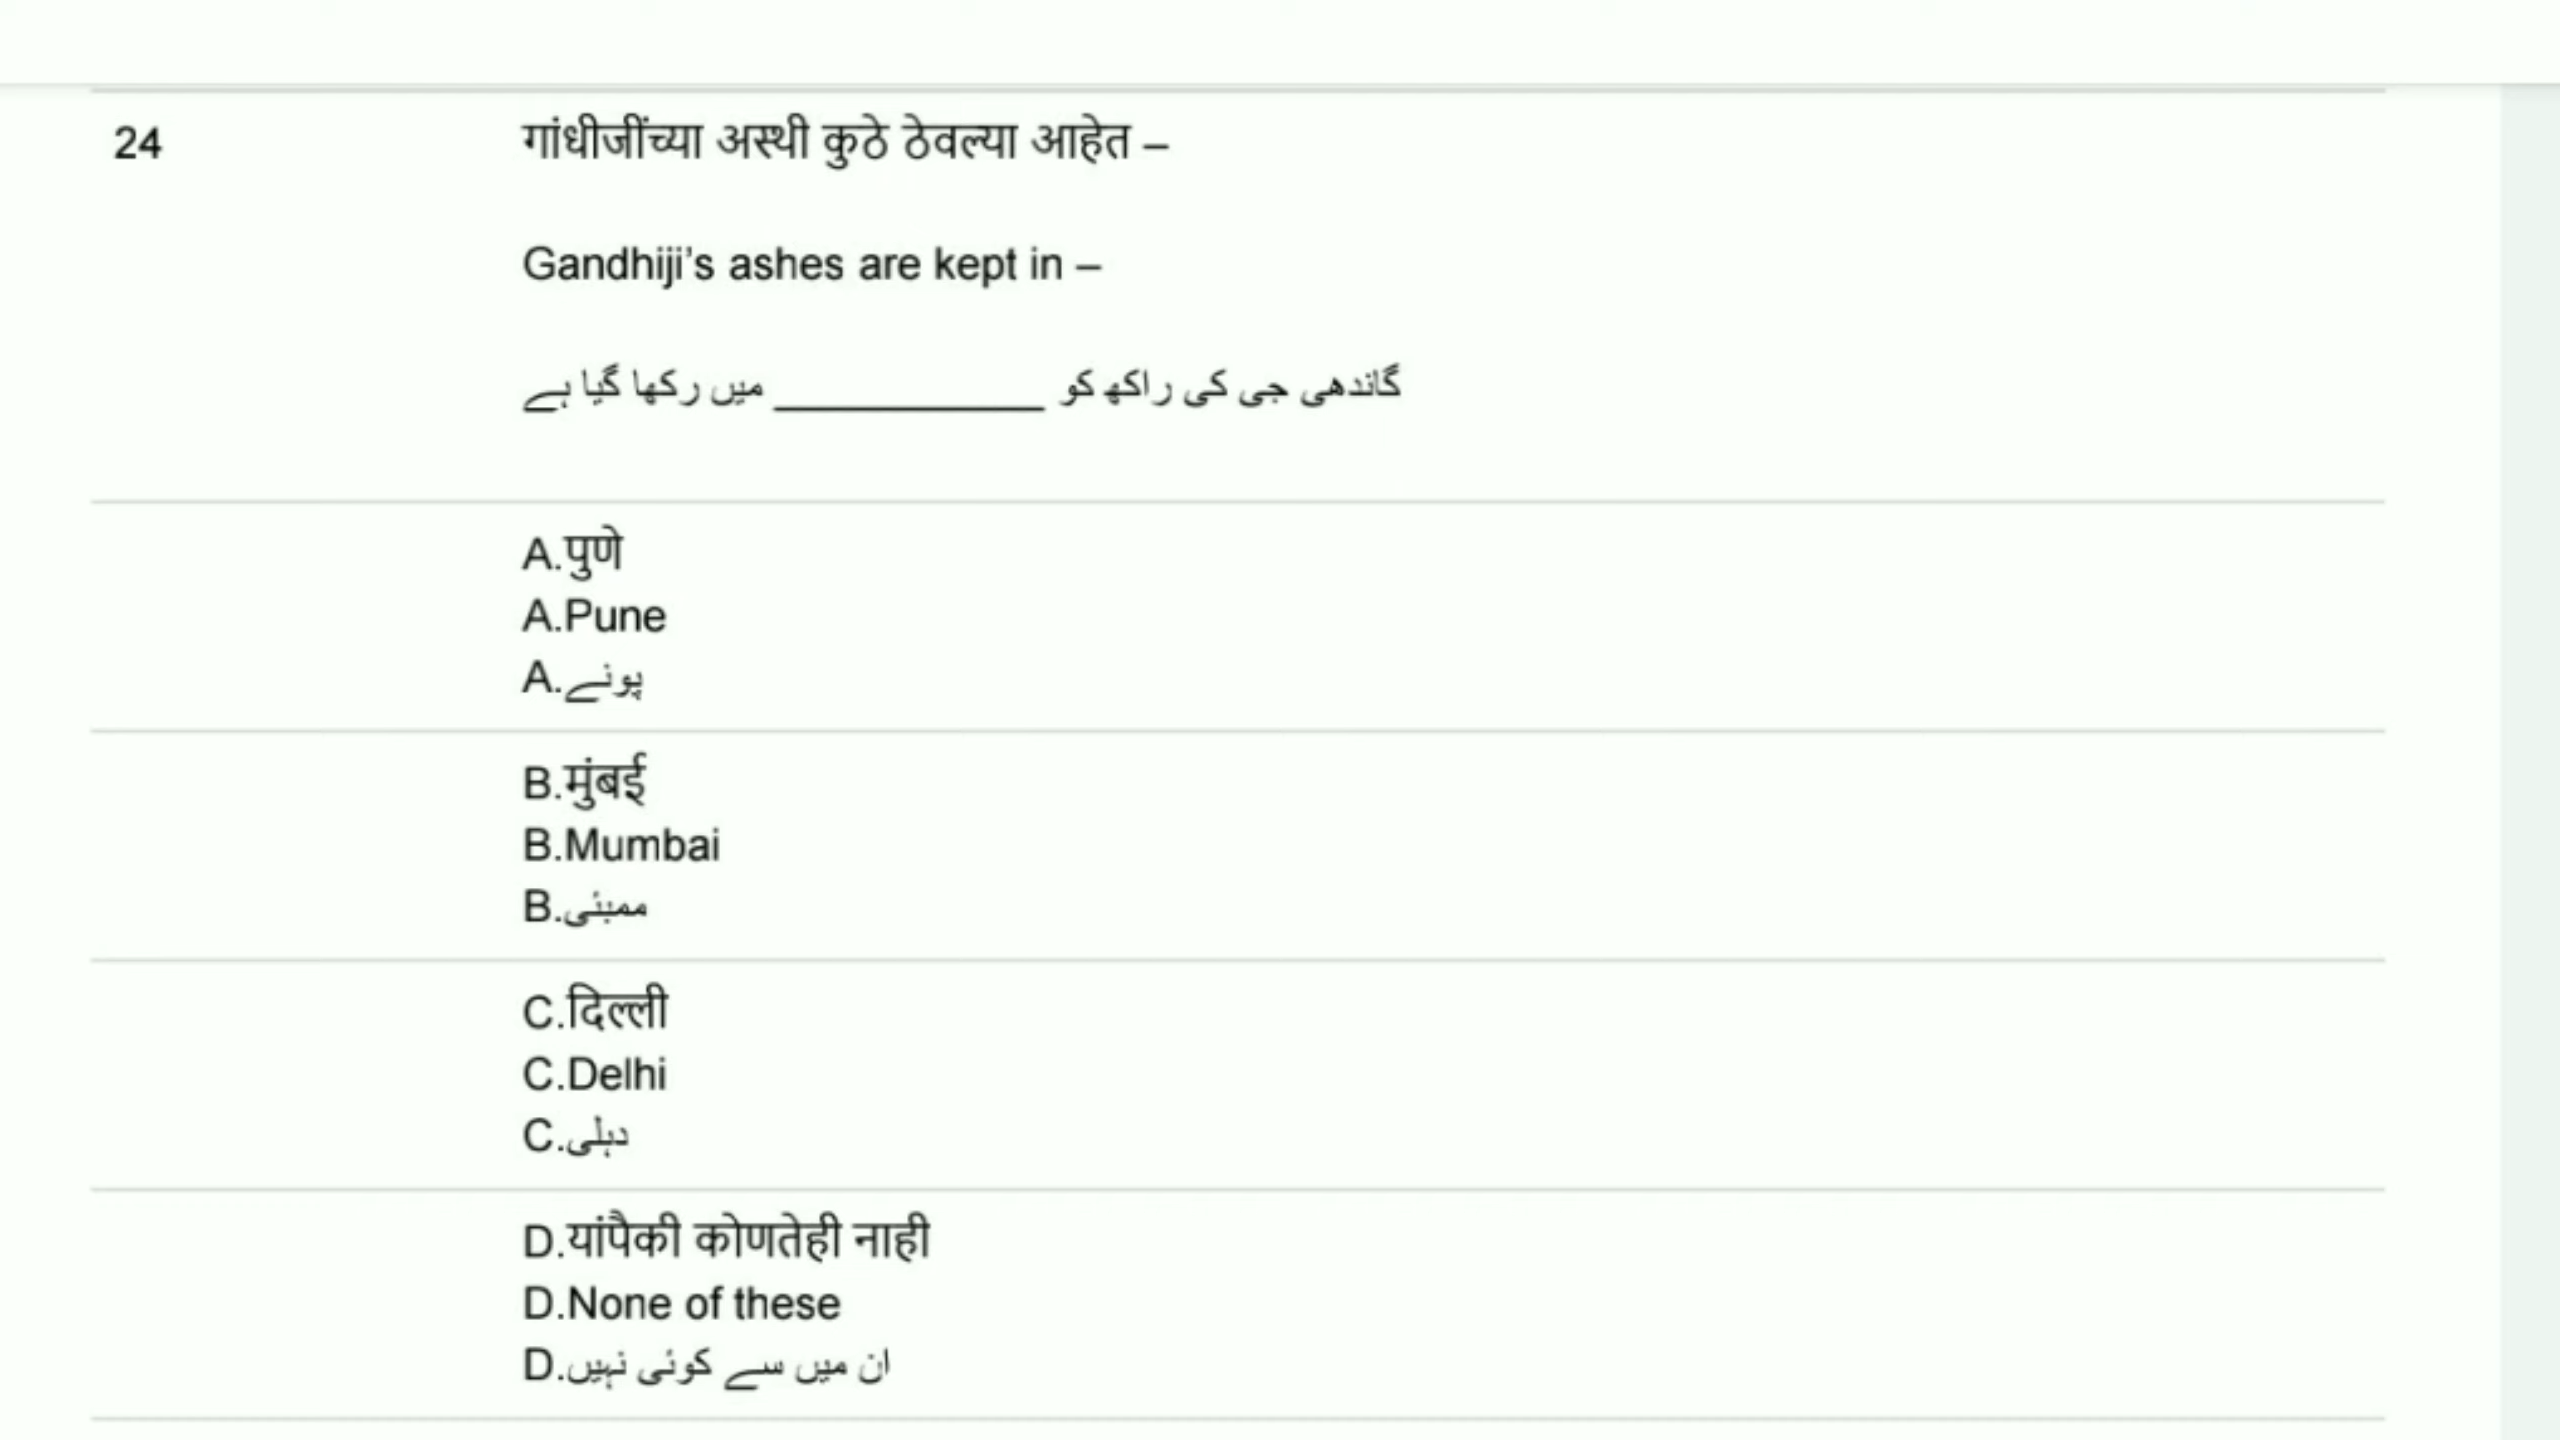 24
गांधीजींच्या अस्थी कुठे ठेवल्या आहेत –
Gandhiji's ashes are kept in –
گاندھی جی کی راکھ کو ____________ میں رکھا گیا ہے
A.पुणे
A.Pune
A.پونے
B.मुंबई
B.Mumbai
B.ممبئی
C.दिल्ली
C.Delhi
C.دہلی
D.यांपैकी कोणतेही नाही
D.None of these
D.ان میں سے کوئی نہیں